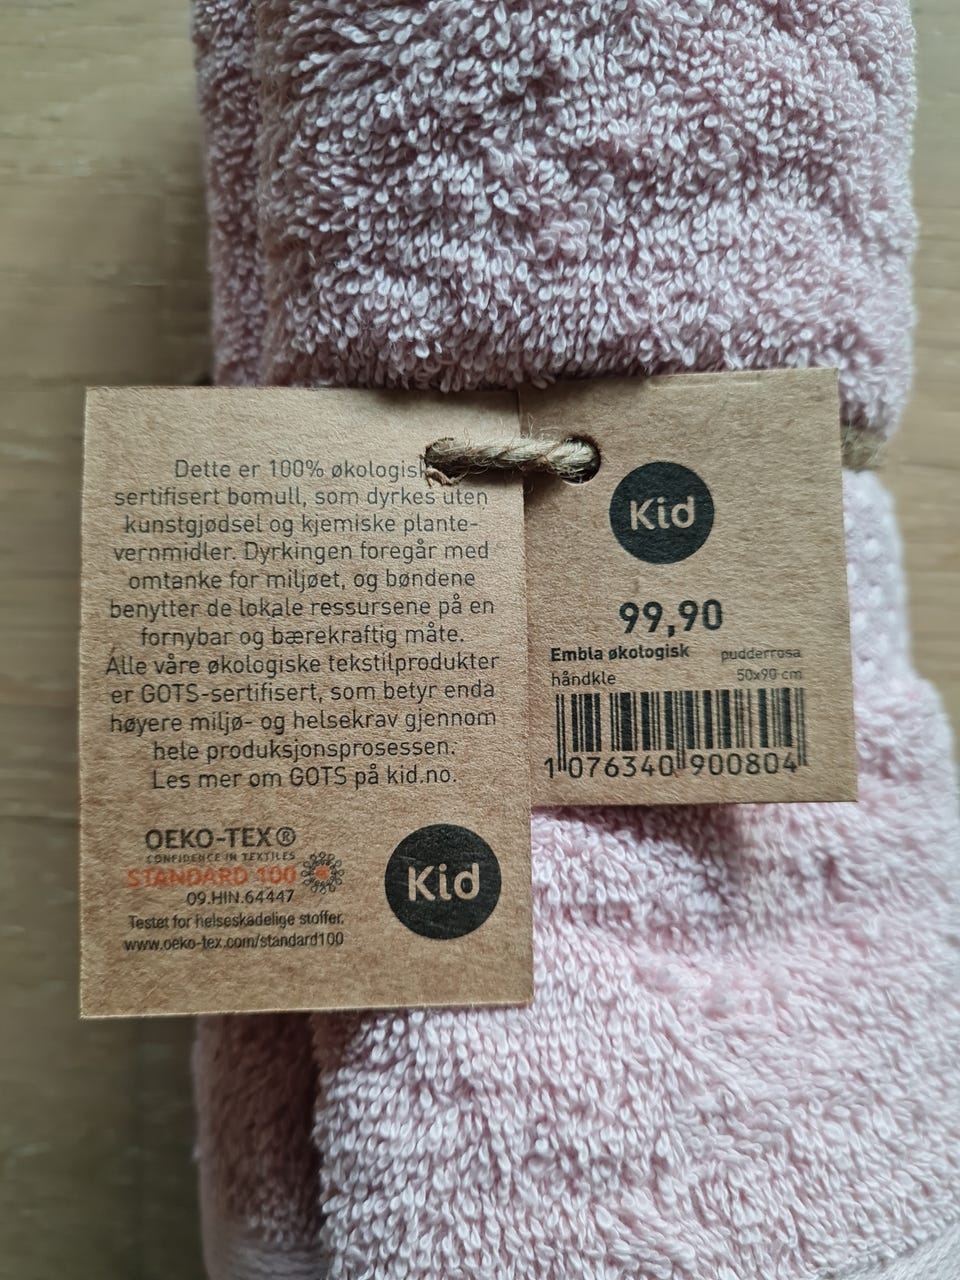 Dette er 100% økologisk
sertifisert bomull, som dyrkes uten
kunstgjødsel og kjemiske plante-
vernmidler. Dyrkingen foregår med
omtanke for miljøet, og bøndene
benytter de lokale ressursene på en
fornybar og bærekraftig måte.
Alle våre økologiske tekstilprodukter
er GOTS-sertifisert, som betyr enda
høyere miljø- og helsekrav gjennom
hele produksjonsprosessen.
Les mer om GOTS på kid.no.
OEKO-TEX®
CONFIDENCE IN TEXTILES
STANDARD 100
09.HIN.64447
Testet for helseskadelige stoffer.
www.oeko-tex.com/standard100
Kid
Kid
99,90
Embla økologisk pudderrosa
håndkle 50x90 cm
1 076340 900804